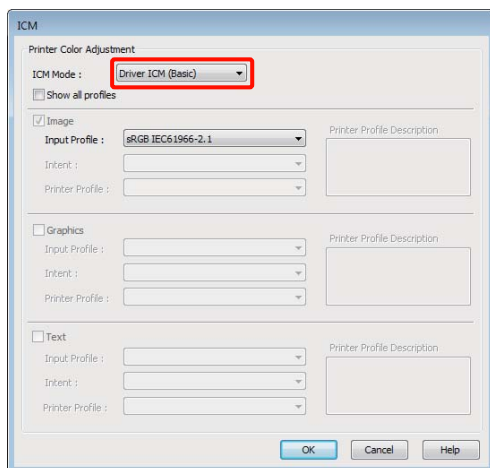 ICM
Printer Color Adjustment
ICM Mode : Driver ICM (Basic)
Show all profiles
Image
Input Profile : sRGB IEC61966-2.1
Printer Profile Description
Intent :
Printer Profile :
Graphics
Input Profile :
Printer Profile Description
Intent :
Printer Profile :
Text
Input Profile :
Printer Profile Description
Intent :
Printer Profile :
OK Cancel Help